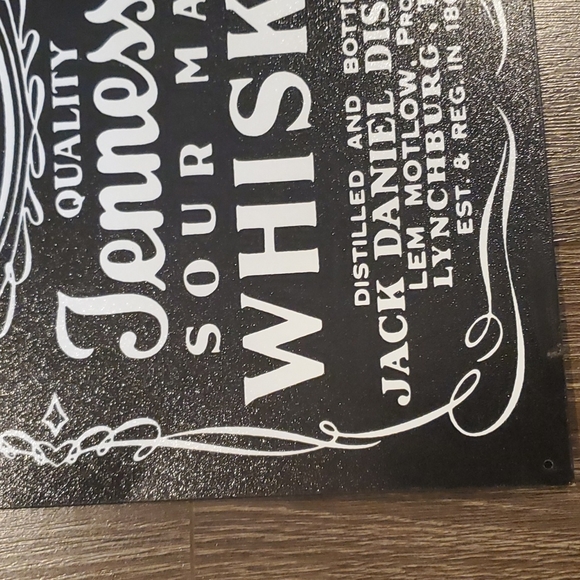 QUALITY
Tenness
SOUR MA
WHISK
DISTILLED AND BOTT
JACK DANIEL DIS
LEM MOTLOW, PRO
LYNCHBURG
EST. & REG. IN 18